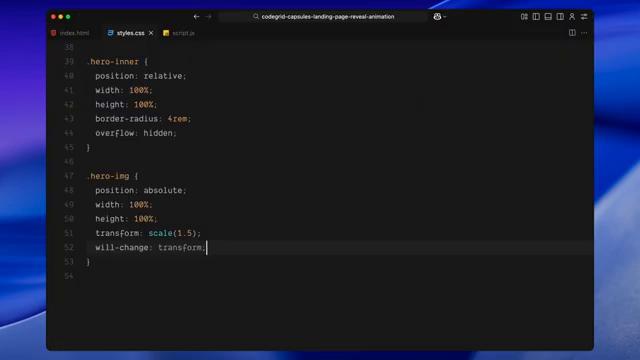 codegrid-capsules-landing-page-reveal-animation
index.html
styles.css
script.js
38
39 .hero-inner {
40 position: relative;
41 width: 100%;
42 height: 100%;
43 border-radius: 4rem;
44 overflow: hidden;
45 }
46
47 .hero-img {
48 position: absolute;
49 width: 100%;
50 height: 100%;
51 transform: scale(1.5);
52 will-change: transform;
53 }
54